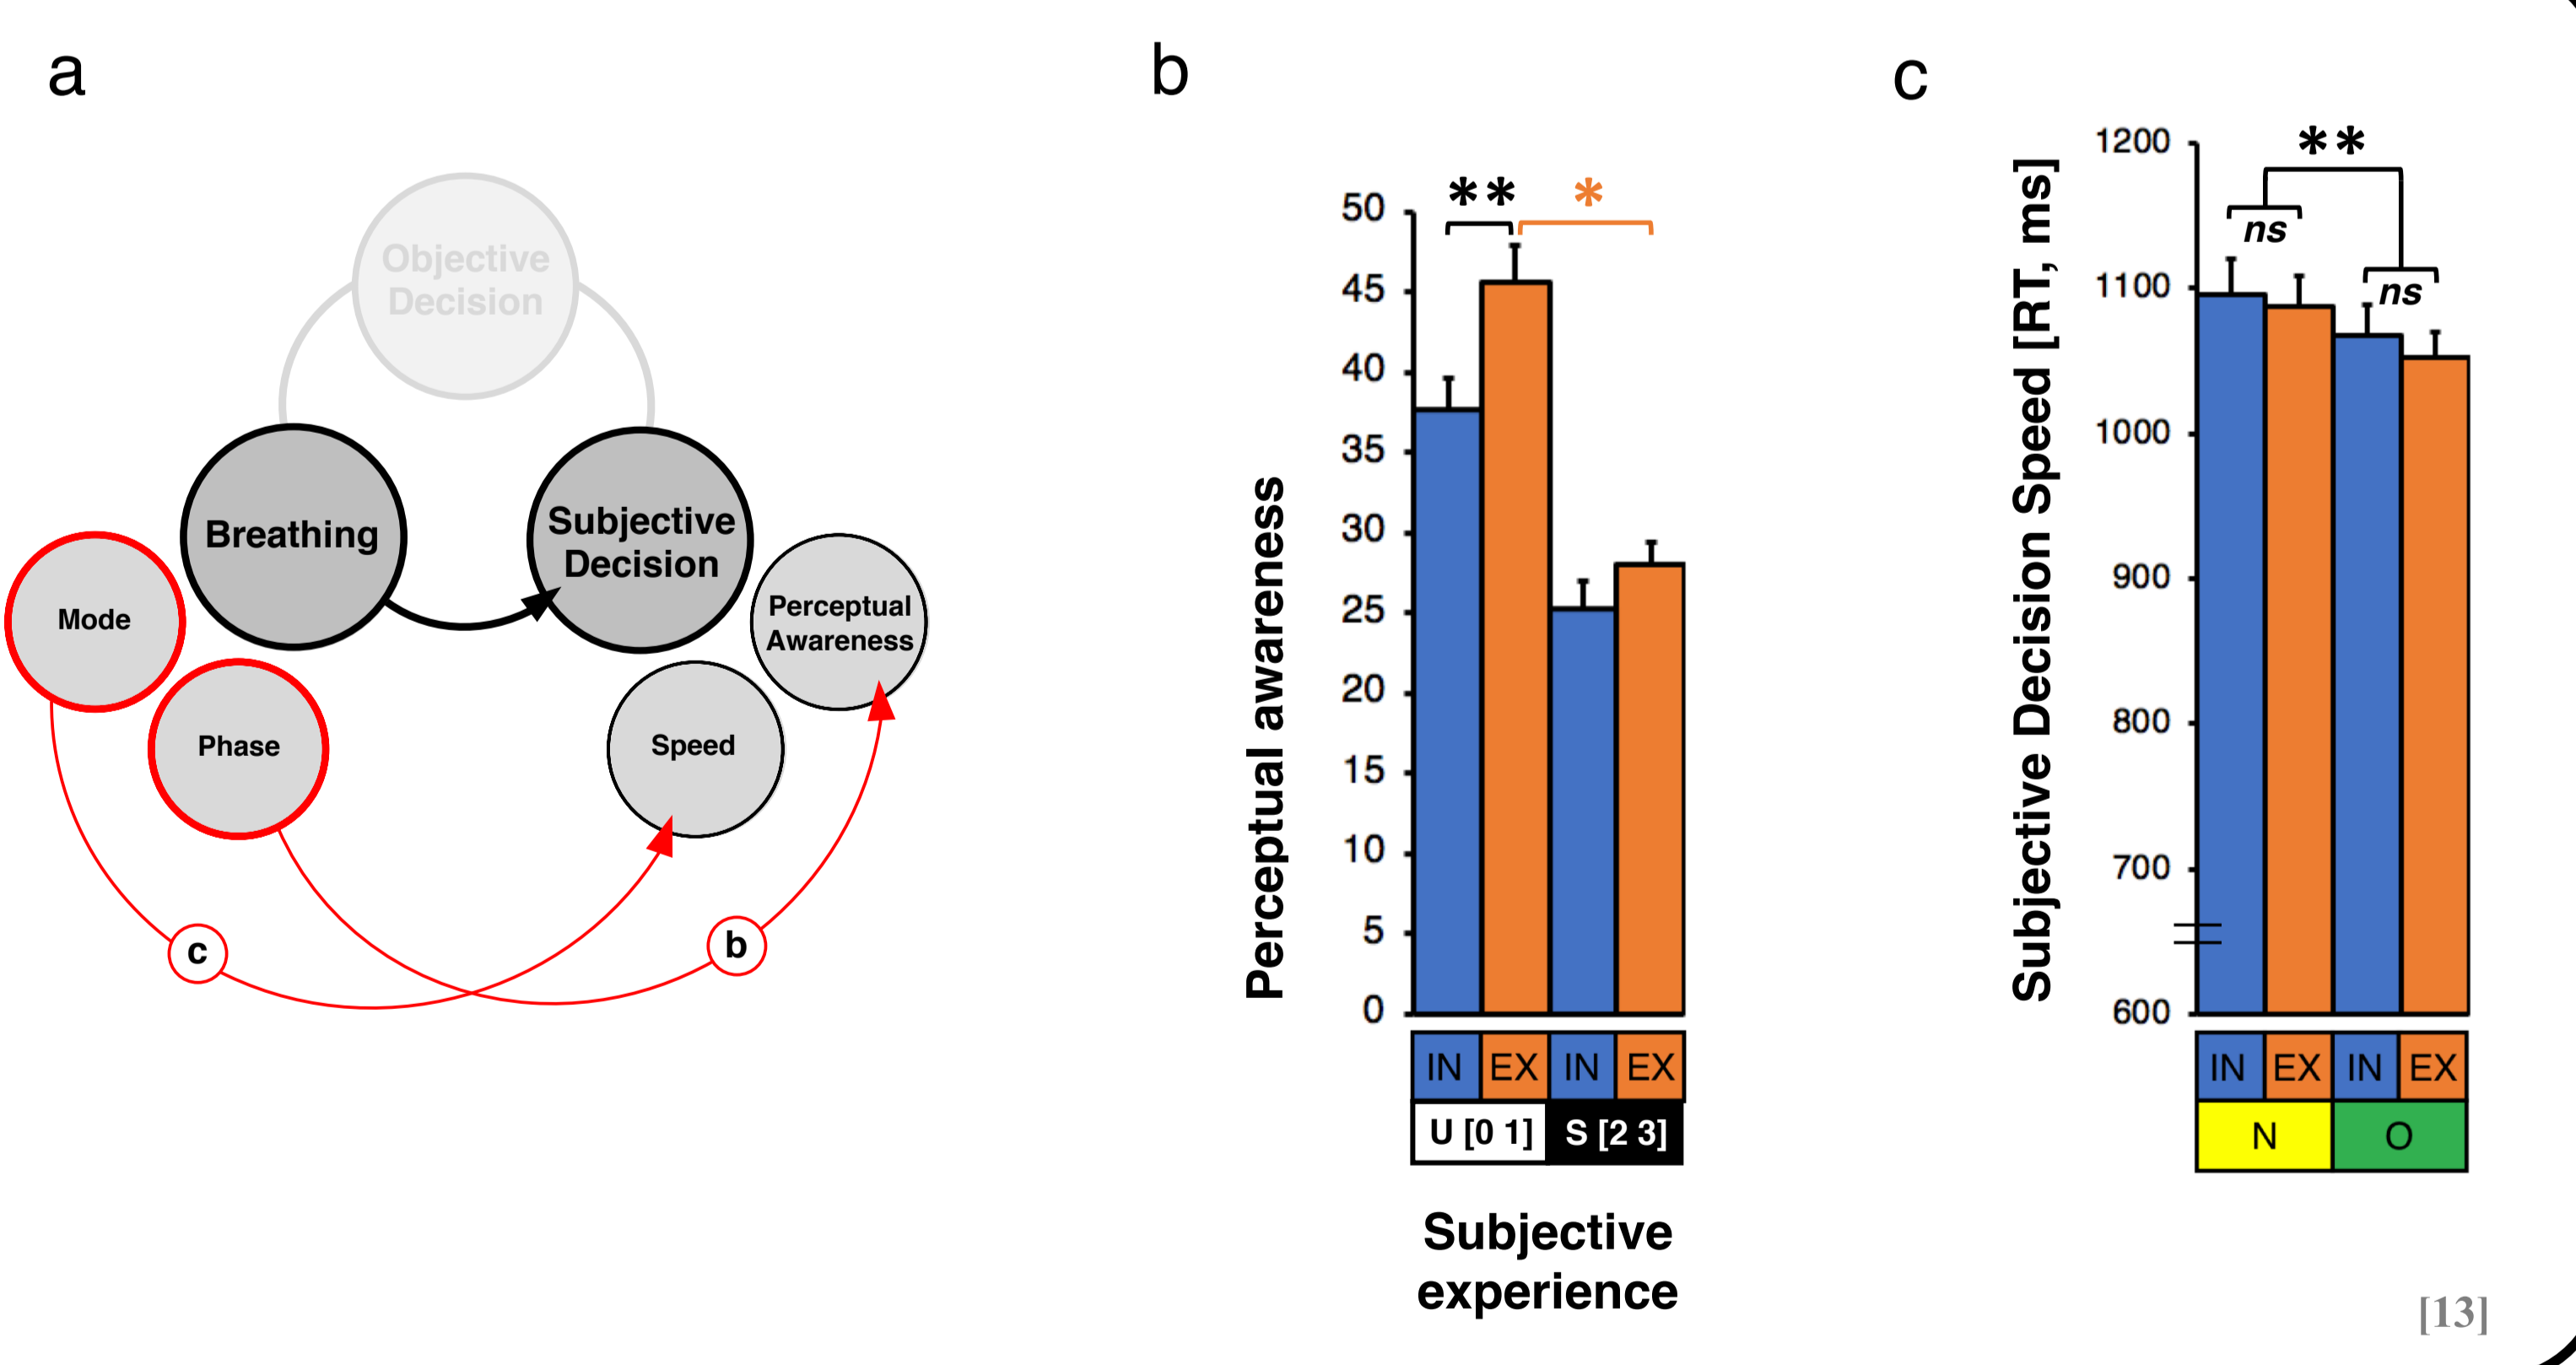 a
Objective
Decision
Breathing
Subjective
Decision
Mode
Phase
Speed
Perceptual
Awareness
c
b
b
Perceptual awareness
50
45
40
35
30
25
20
15
10
5
0
** *
IN EX IN EX
U [0 1] S [2 3]
Subjective
experience
c
Subjective Decision Speed [RT, ms]
1200
1100
1000
900
800
700
600
**
ns
ns
IN EX IN EX
N O
[13]